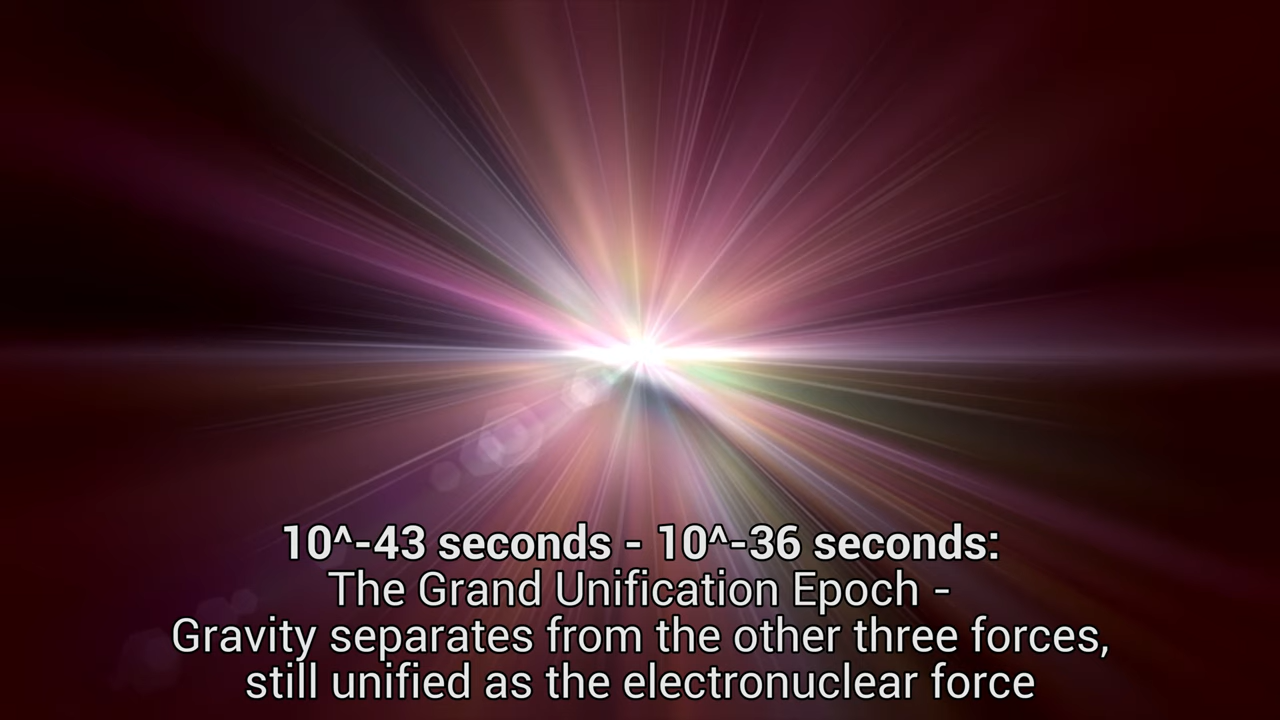 10^-43 seconds - 10^-36 seconds:
The Grand Unification Epoch -
Gravity separates from the other three forces,
still unified as the electronuclear force